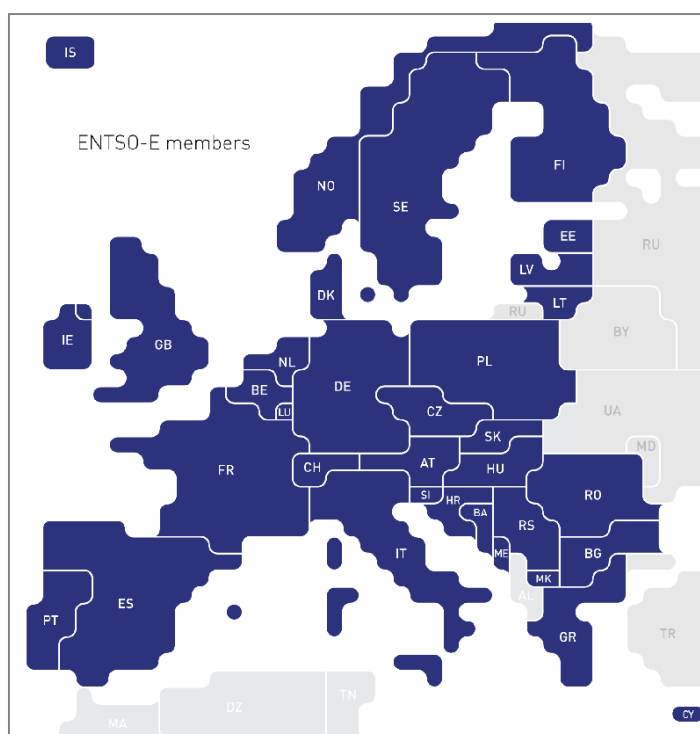 IS
ENTSO-E members
NO
SE
FI
EE
RU
LV
DK
LT
RU
IE
GB
BY
NL
PL
BE
DE
LU
CZ
UA
SK
MD
FR
CH
AT
HU
RO
SI
HR
BA
RS
IT
ME
BG
MK
AL
ES
PT
GR
TR
DZ
TN
MA
CY